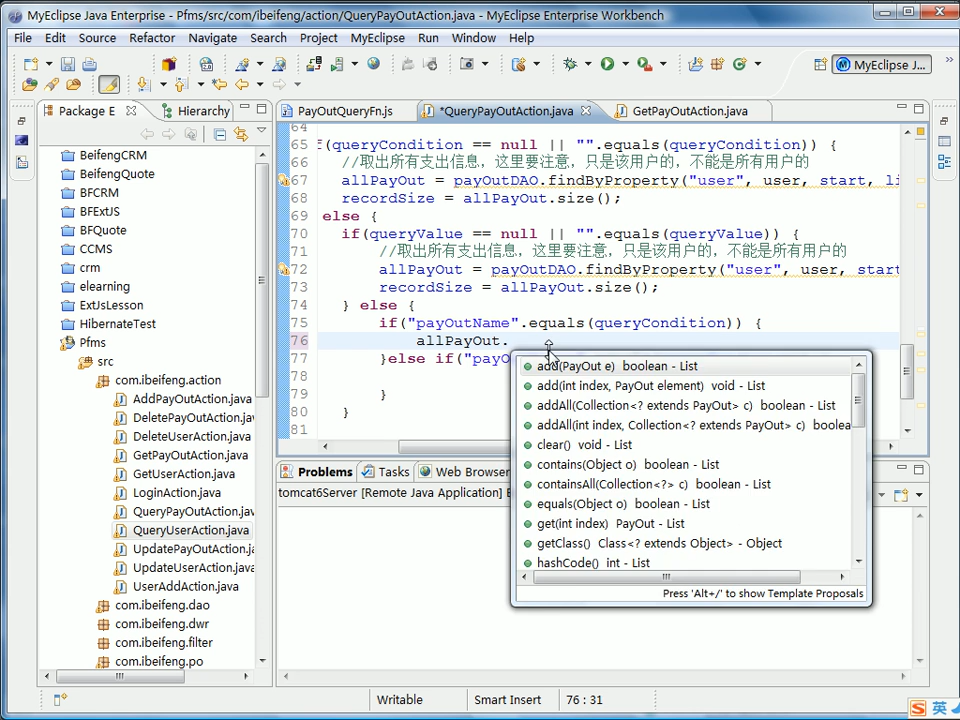 MyEclipse Java Enterprise - Pfms/src/com/ibeifeng/action/QueryPayOutAction.java - MyEclipse Enterprise Workbench
File Edit Source Refactor Navigate Search Project MyEclipse Run Window Help
MyEclipse J...
Package E
Hierarchy
BeifengCRM
BeifengQuote
BFCRM
BFExtJS
BFQuote
CCMS
crm
elearning
ExtJsLesson
HibernateTest
Pfms
src
com.ibeifeng.action
AddPayOutAction.java
DeletePayOutAction.java
DeleteUserAction.java
GetPayOutAction.java
GetUserAction.java
LoginAction.java
QueryPayOutAction.java
QueryUserAction.java
UpdatePayOutAction.ja
UpdateUserAction.java
UserAddAction.java
com.ibeifeng.dao
com.ibeifeng.dwr
com.ibeifeng.filter
com.ibeifeng.po
PayOutQueryFn.js
*QueryPayOutAction.java
GetPayOutAction.java
64
65 f(queryCondition == null || "".equals(queryCondition)) {
66 //取出所有支出信息，这里要注意，只是该用户的，不能是所有用户的
67 allPayOut = payOutDAO.findByProperty("user", user, start, li
68 recordSize = allPayOut.size();
69 else {
70 if(queryValue == null || "".equals(queryValue)) {
71 //取出所有支出信息，这里要注意，只是该用户的，不能是所有用户的
72 allPayOut = payOutDAO.findByProperty("user", user, start
73 recordSize = allPayOut.size();
74 } else {
75 if("payOutName".equals(queryCondition)) {
76 allPayOut.
77 }else if("payO
78
79 }
80 }
81
add(PayOut e) boolean - List
add(int index, PayOut element) void - List
addAll(Collection<? extends PayOut> c) boolean - List
addAll(int index, Collection<? extends PayOut> c) boolea
clear() void - List
contains(Object o) boolean - List
containsAll(Collection<?> c) boolean - List
equals(Object o) boolean - List
get(int index) PayOut - List
getClass() Class<? extends Object> - Object
hashCode() int - List
Press 'Alt+/' to show Template Proposals
Problems Tasks Web Browser
tomcat6Server [Remote Java Application]
Writable
Smart Insert
76 : 31
S 英